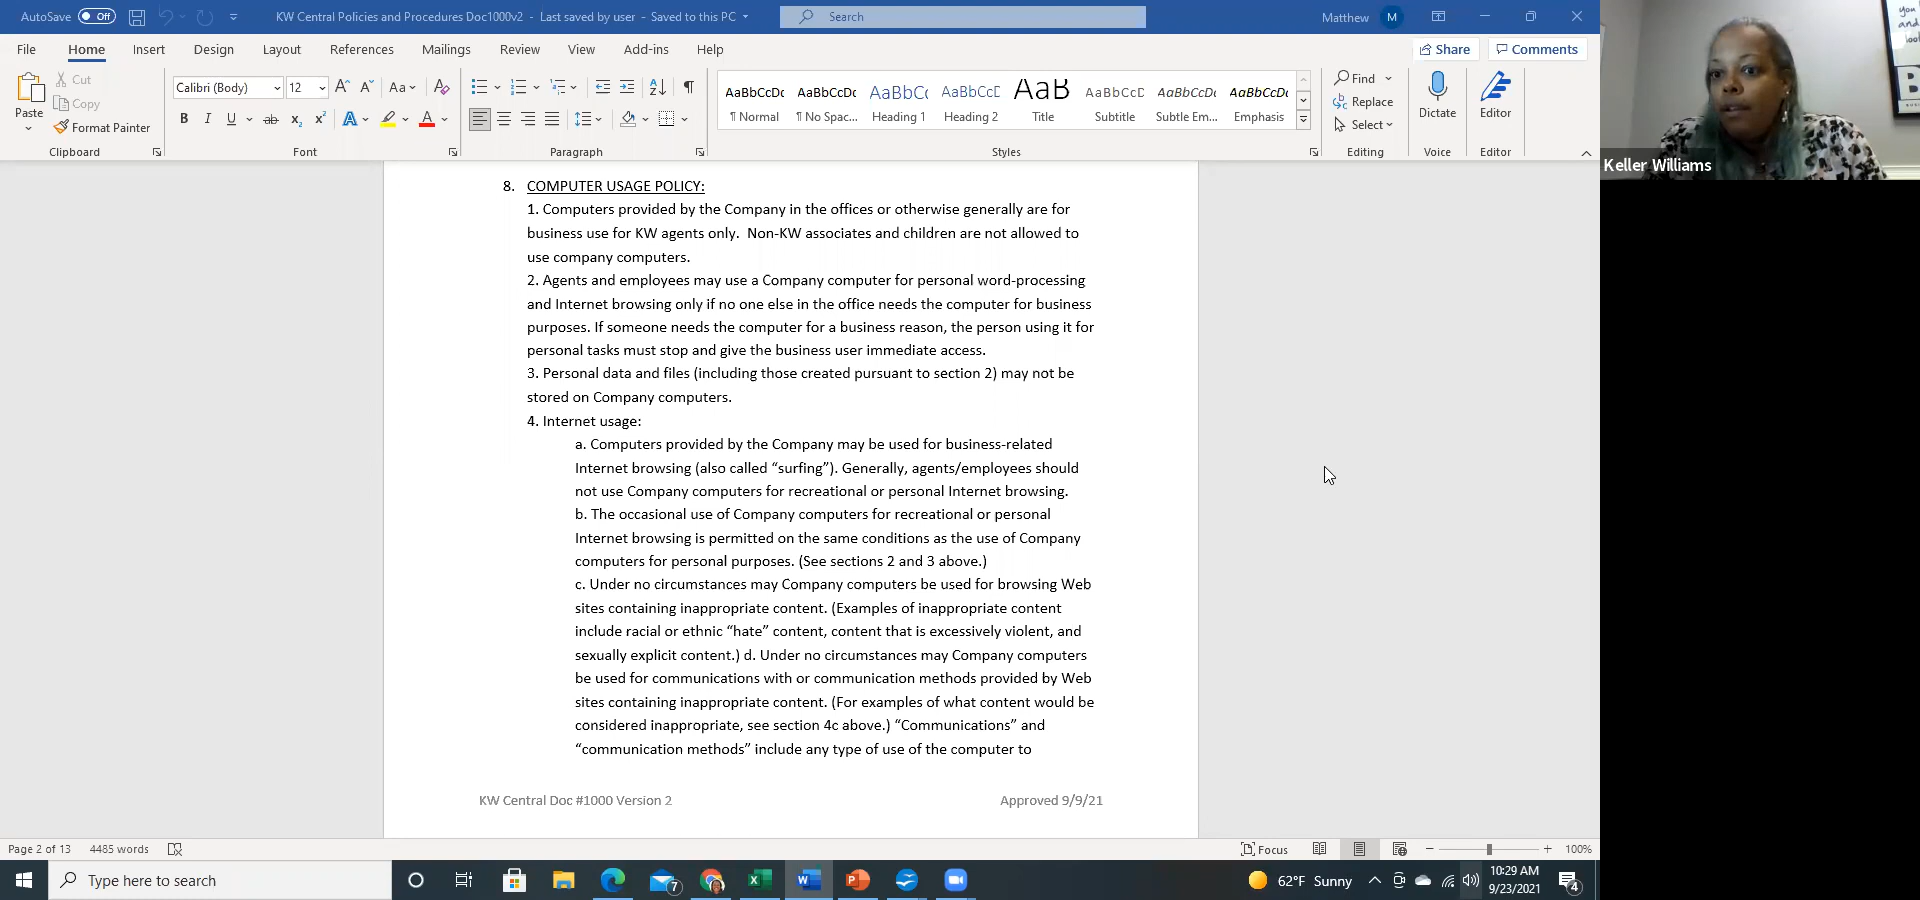 AutoSave Off KW Central Policies and Procedures Doc1000v2 - Last saved by user - Saved to this PC Search Matthew M
File Home Insert Design Layout References Mailings Review View Add-ins Help Share Comments
Paste
Cut
Copy
Format Painter
Clipboard
Calibri (Body) 12
Font
Paragraph
AaBbCcDc AaBbCcDc AaBbCc AaBbCcD AaB AaBbCcD AaBbCcDc AaBbCcDc
¶ Normal ¶ No Spac... Heading 1 Heading 2 Title Subtitle Subtle Em... Emphasis
Styles
Find
Replace
Select
Editing
Dictate
Voice
Editor
Editor
Keller Williams
8. COMPUTER USAGE POLICY:
1. Computers provided by the Company in the offices or otherwise generally are for
business use for KW agents only. Non-KW associates and children are not allowed to
use company computers.
2. Agents and employees may use a Company computer for personal word-processing
and Internet browsing only if no one else in the office needs the computer for business
purposes. If someone needs the computer for a business reason, the person using it for
personal tasks must stop and give the business user immediate access.
3. Personal data and files (including those created pursuant to section 2) may not be
stored on Company computers.
4. Internet usage:
a. Computers provided by the Company may be used for business-related
Internet browsing (also called “surfing”). Generally, agents/employees should
not use Company computers for recreational or personal Internet browsing.
b. The occasional use of Company computers for recreational or personal
Internet browsing is permitted on the same conditions as the use of Company
computers for personal purposes. (See sections 2 and 3 above.)
c. Under no circumstances may Company computers be used for browsing Web
sites containing inappropriate content. (Examples of inappropriate content
include racial or ethnic “hate” content, content that is excessively violent, and
sexually explicit content.) d. Under no circumstances may Company computers
be used for communications with or communication methods provided by Web
sites containing inappropriate content. (For examples of what content would be
considered inappropriate, see section 4c above.) “Communications” and
“communication methods” include any type of use of the computer to
KW Central Doc #1000 Version 2 Approved 9/9/21
Page 2 of 13 4485 words Focus 100%
Type here to search 7 62°F Sunny 10:29 AM
9/23/2021 4